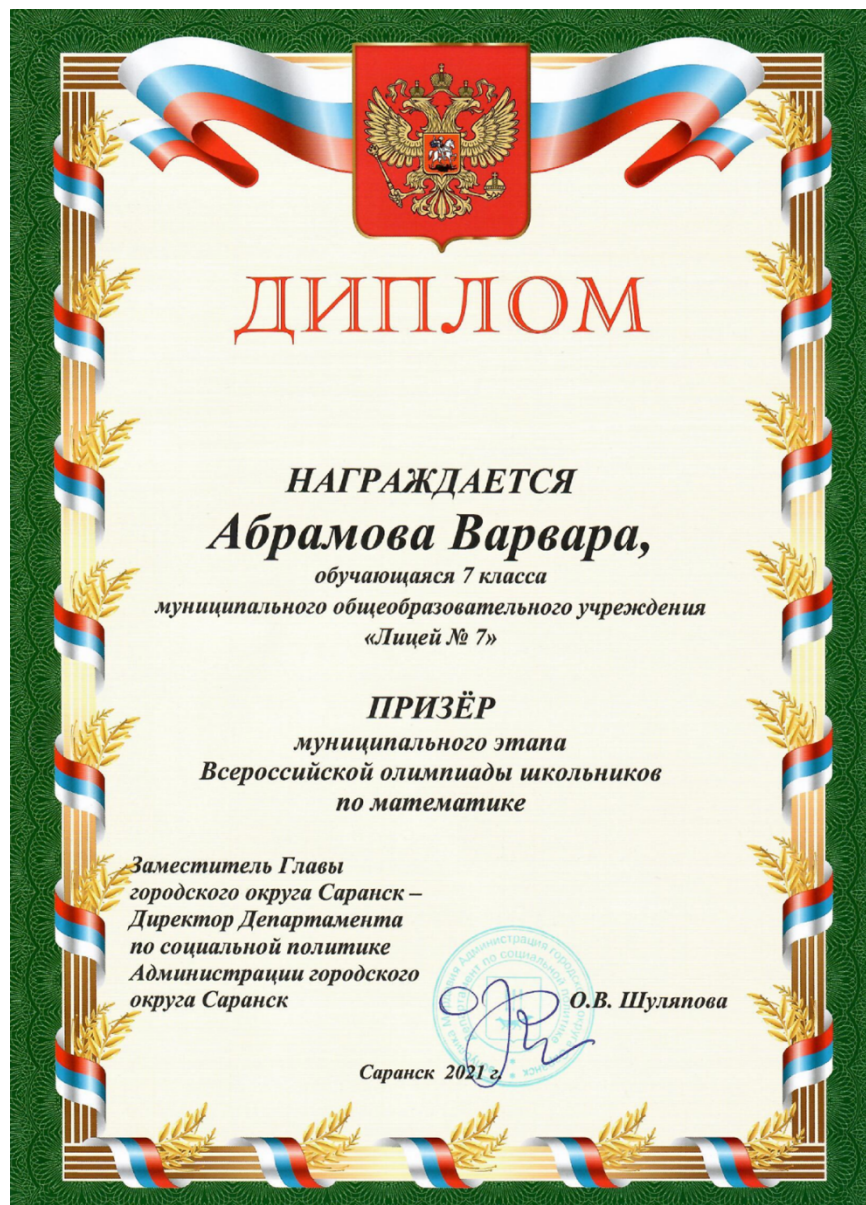 ДИПЛОМ
НАГРАЖДАЕТСЯ
Абрамова Варвара,
обучающаяся 7 класса
муниципального общеобразовательного учреждения
«Лицей № 7»
ПРИЗЁР
муниципального этапа
Всероссийской олимпиады школьников
по математике
Заместитель Главы
городского округа Саранск –
Директор Департамента
по социальной политике
Администрации городского
округа Саранск
О.В. Шуляпова
Саранск 2021 г.